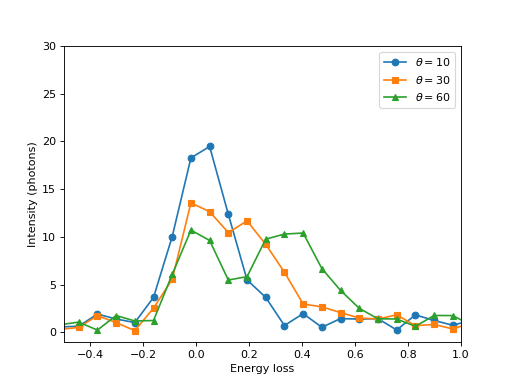 30
25
20
15
10
5
0
Intensity (photons)
−0.4 −0.2 0.0 0.2 0.4 0.6 0.8 1.0
Energy loss
θ = 10
θ = 30
θ = 60